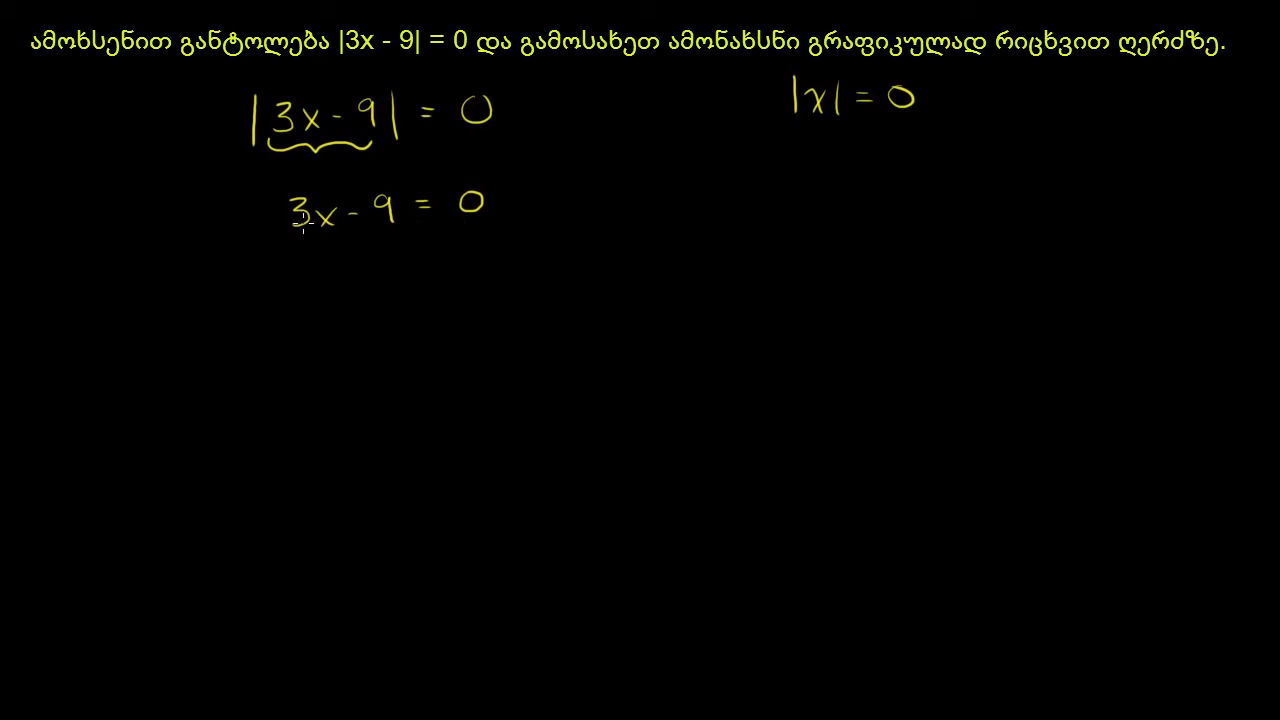 ამოხსენით განტოლება |3x - 9| = 0 და გამოსახეთ ამონახსნი გრაფიკულად რიცხვით ღერძზე.
|3x - 9| = 0
|x| = 0
3x - 9 = 0